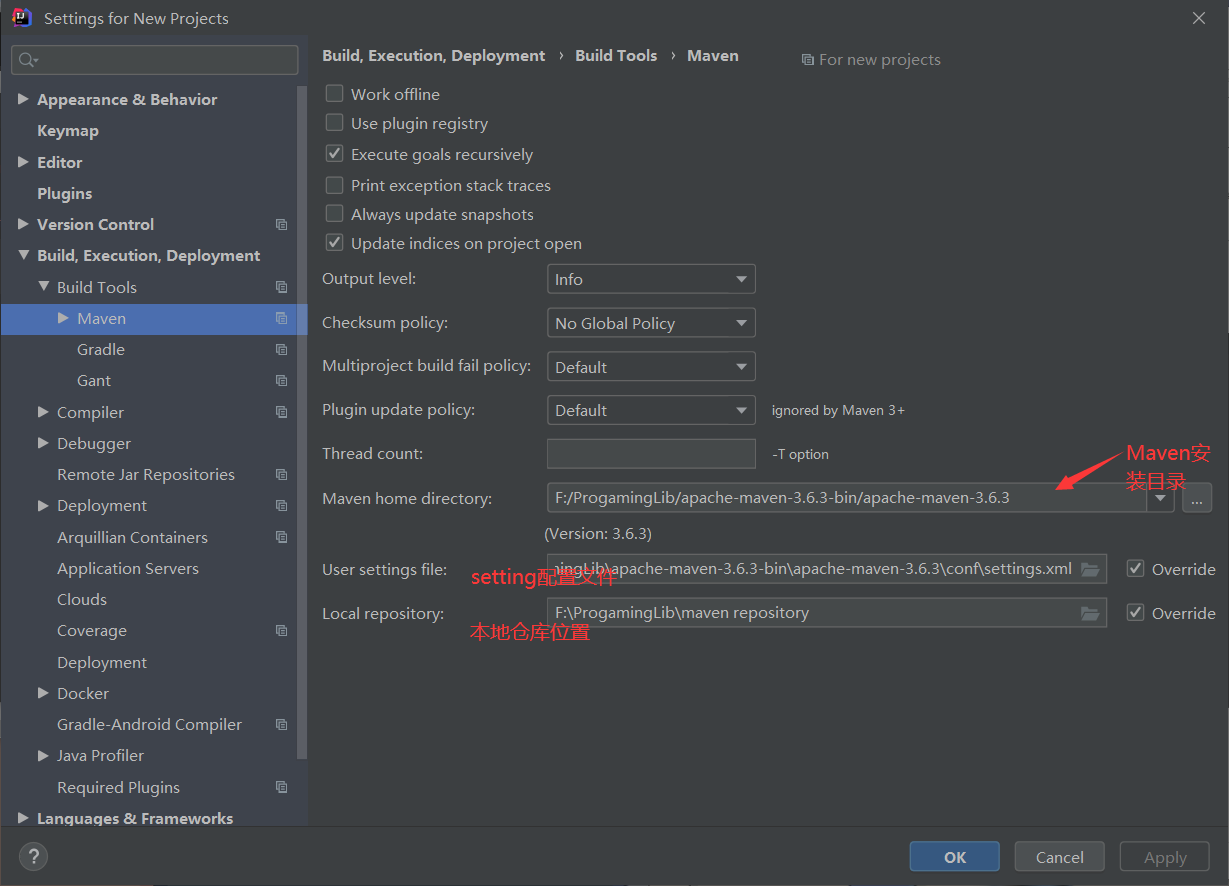 Settings for New Projects
Appearance & Behavior
Keymap
Editor
Plugins
Version Control
Build, Execution, Deployment
Build Tools
Maven
Gradle
Gant
Compiler
Debugger
Remote Jar Repositories
Deployment
Arquillian Containers
Application Servers
Clouds
Coverage
Deployment
Docker
Gradle-Android Compiler
Java Profiler
Required Plugins
Languages & Frameworks
Build, Execution, Deployment › Build Tools › Maven For new projects
Work offline
Use plugin registry
Execute goals recursively
Print exception stack traces
Always update snapshots
Update indices on project open
Output level: Info
Checksum policy: No Global Policy
Multiproject build fail policy: Default
Plugin update policy: Default ignored by Maven 3+
Thread count: -T option
Maven安
装目录
Maven home directory: F:/ProgamingLib/apache-maven-3.6.3-bin/apache-maven-3.6.3 ...
(Version: 3.6.3)
User settings file: setting配置文件 ingLib\apache-maven-3.6.3-bin\apache-maven-3.6.3\conf\settings.xml Override
Local repository: F:\ProgamingLib\maven repository Override
本地仓库位置
? OK Cancel Apply